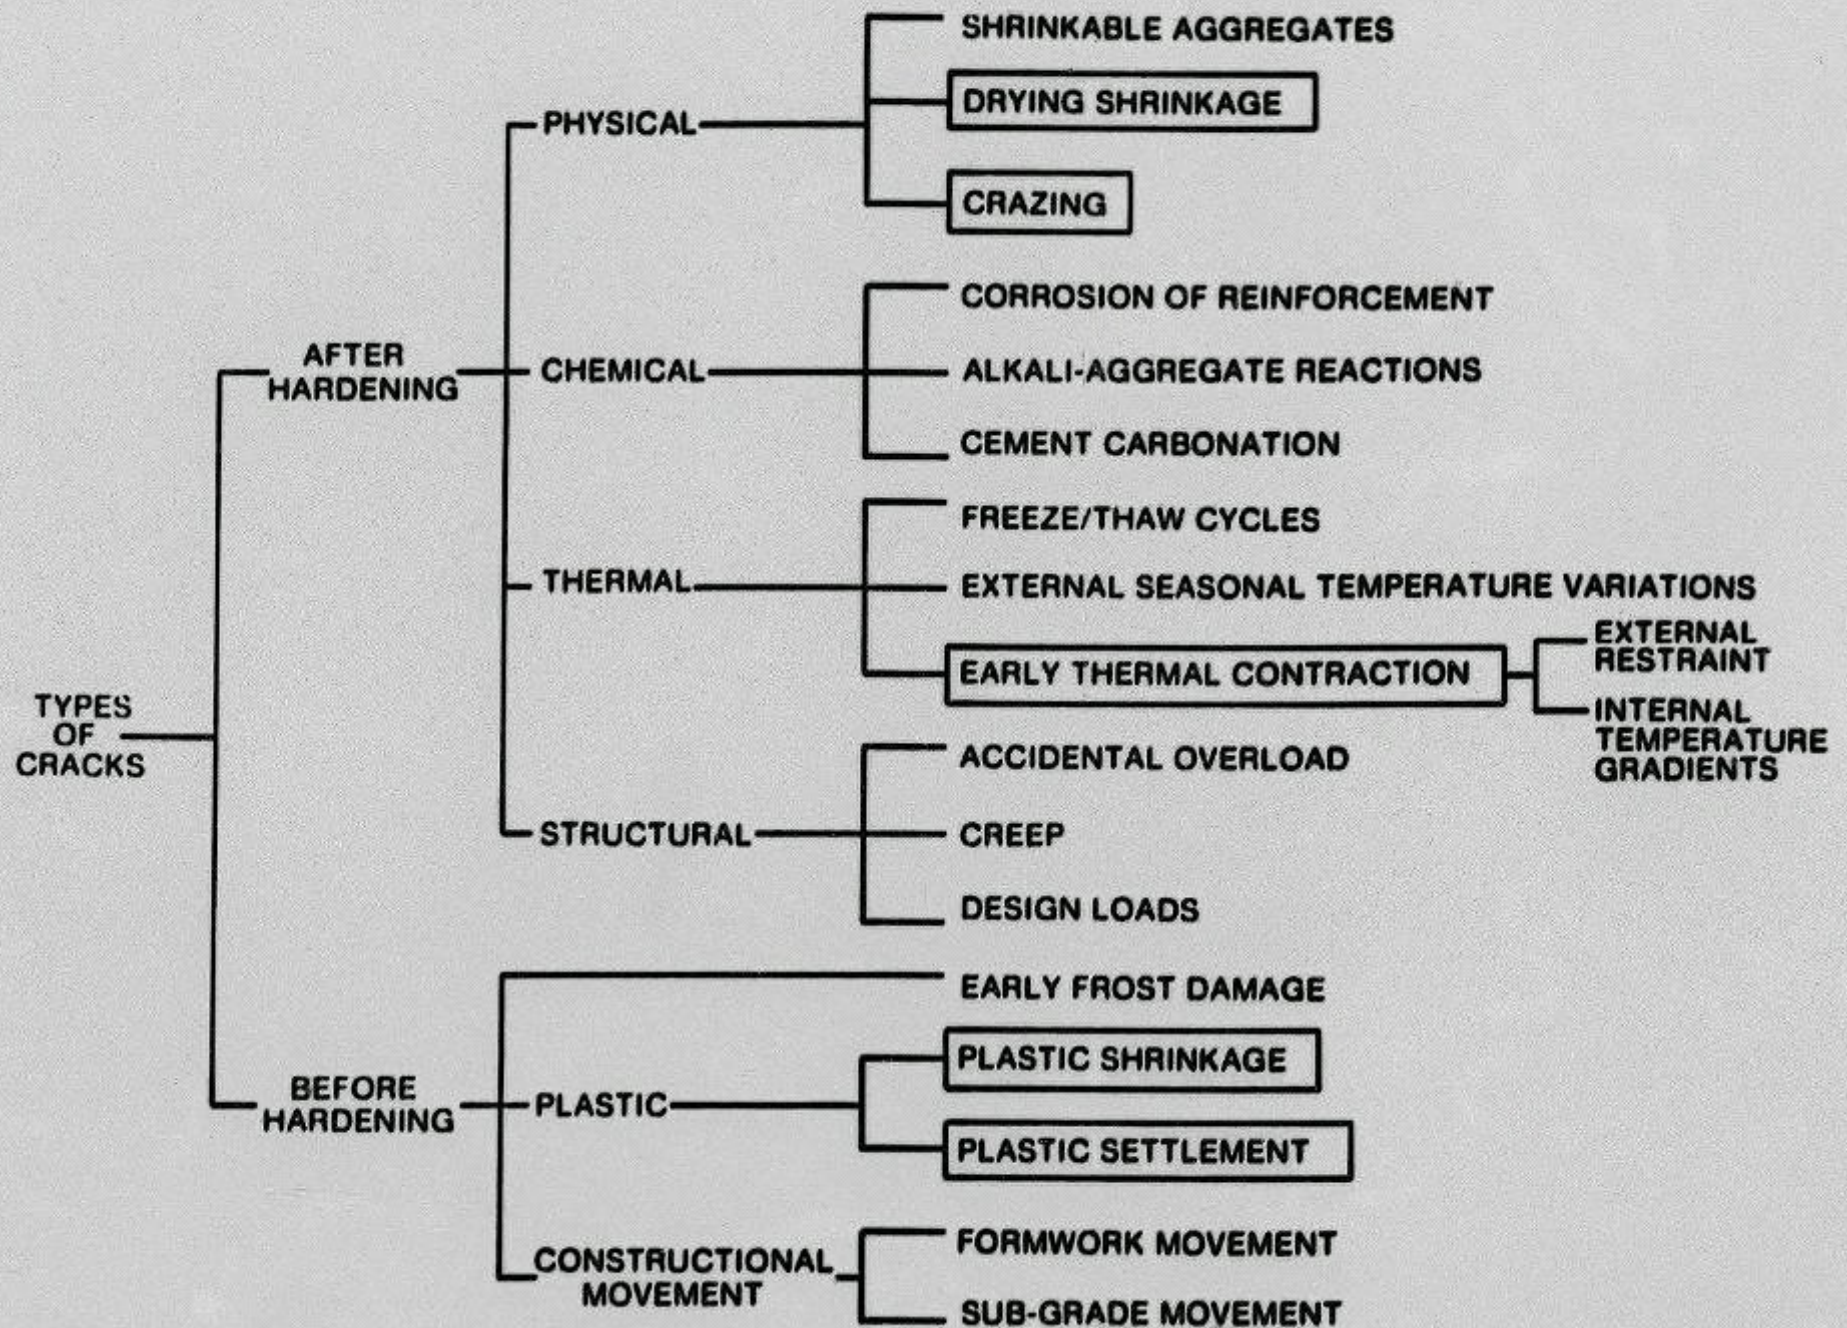 TYPES
OF
CRACKS
AFTER
HARDENING
PHYSICAL
SHRINKABLE AGGREGATES
DRYING SHRINKAGE
CRAZING
CHEMICAL
CORROSION OF REINFORCEMENT
ALKALI-AGGREGATE REACTIONS
CEMENT CARBONATION
THERMAL
FREEZE/THAW CYCLES
EXTERNAL SEASONAL TEMPERATURE VARIATIONS
EARLY THERMAL CONTRACTION
EXTERNAL
RESTRAINT
INTERNAL
TEMPERATURE
GRADIENTS
STRUCTURAL
ACCIDENTAL OVERLOAD
CREEP
DESIGN LOADS
BEFORE
HARDENING
EARLY FROST DAMAGE
PLASTIC
PLASTIC SHRINKAGE
PLASTIC SETTLEMENT
CONSTRUCTIONAL
MOVEMENT
FORMWORK MOVEMENT
SUB-GRADE MOVEMENT